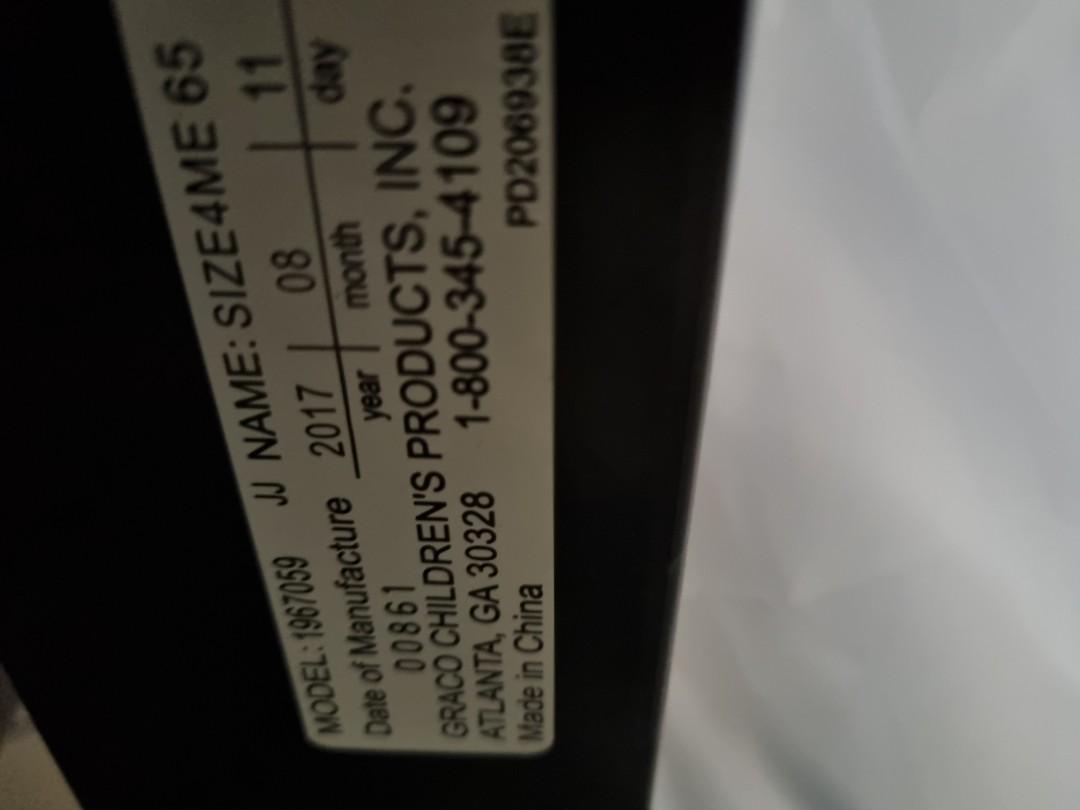 MODEL: 1967059 JJ NAME: SIZE4ME 65
Date of Manufacture 2017 08 11
year month day
00861
GRACO CHILDREN'S PRODUCTS, INC.
ATLANTA, GA 30328 1-800-345-4109
Made in China PD206938E